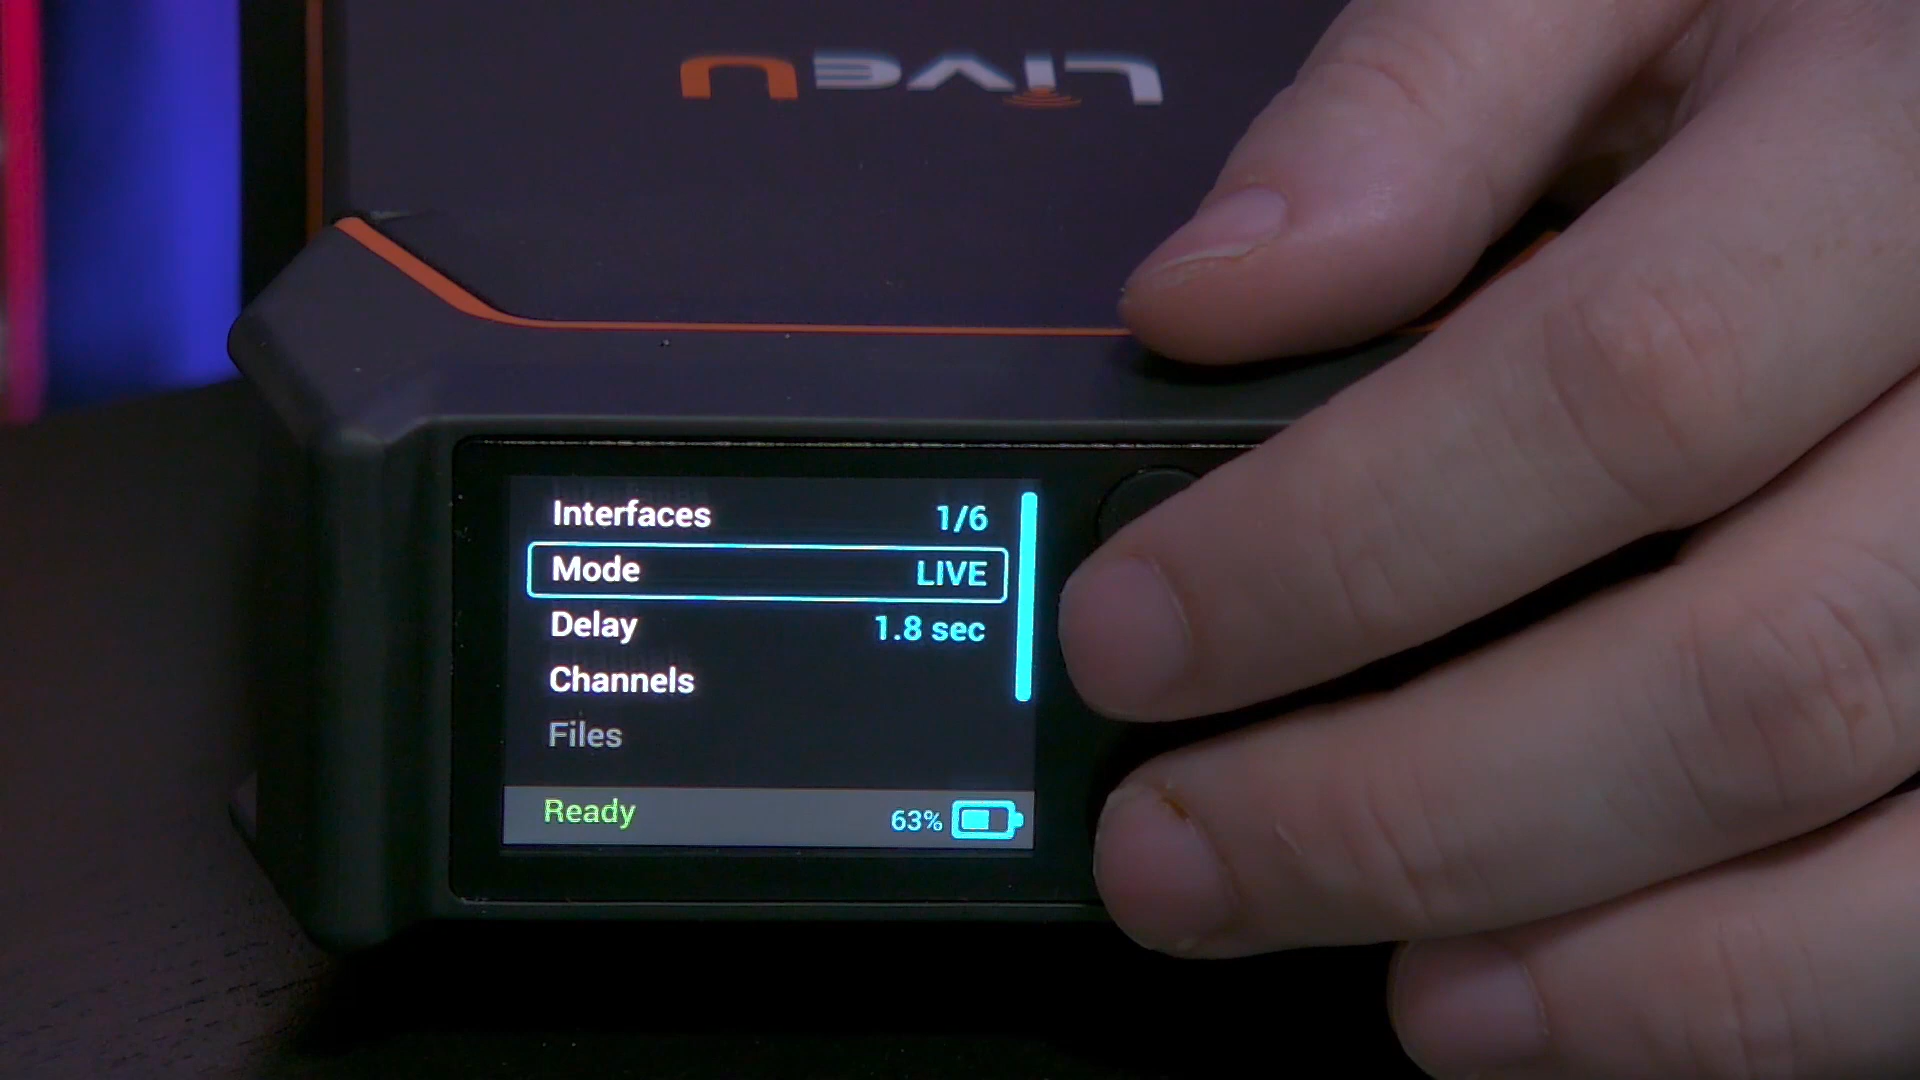 LIVEU
Interfaces 1/6
Mode LIVE
Delay 1.8 sec
Channels
Files
Ready 63%